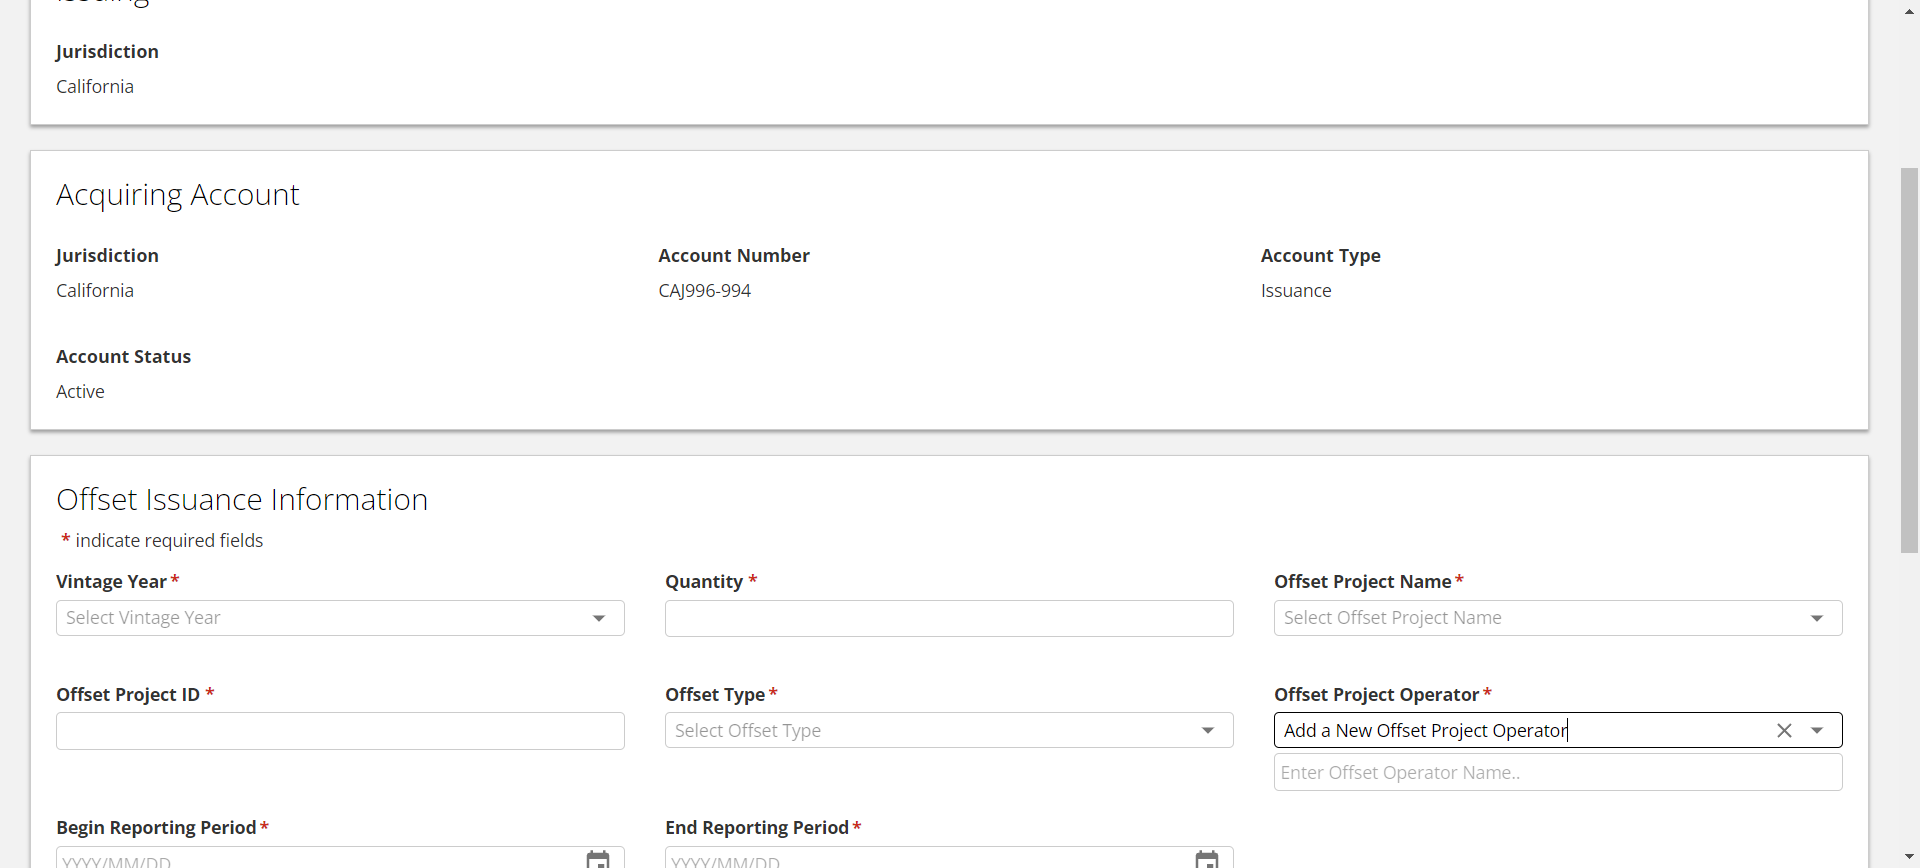 Issuing
Jurisdiction
California
Acquiring Account
Jurisdiction
Account Number
Account Type
California
CAJ996-994
Issuance
Account Status
Active
Offset Issuance Information
* indicate required fields
Vintage Year *
Quantity *
Offset Project Name *
Select Vintage Year
Select Offset Project Name
Offset Project ID *
Offset Type *
Offset Project Operator *
Select Offset Type
Add a New Offset Project Operator
Enter Offset Operator Name..
Begin Reporting Period *
End Reporting Period *
YYYY/MM/DD
YYYY/MM/DD